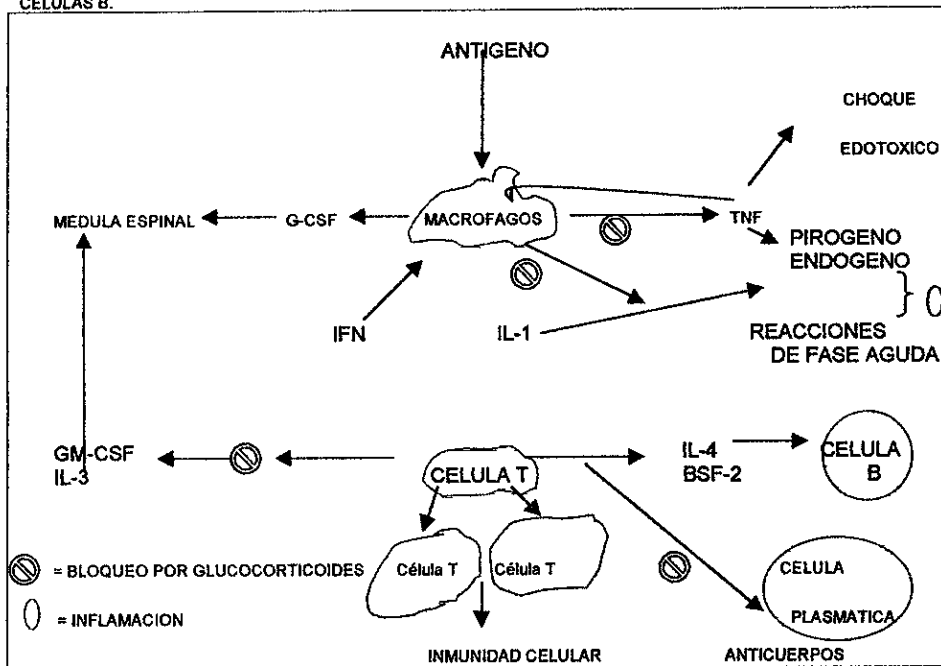 CELULAS B.
ANTIGENO
CHOQUE
EDOTOXICO
MEDULA ESPINAL
G-CSF
MACROFAGOS
TNF
PIROGENO
ENDOGENO
IFN
IL-1
REACCIONES
DE FASE AGUDA
GM-CSF
IL-3
CELULA T
IL-4
BSF-2
CELULA
B
= BLOQUEO POR GLUCOCORTICOIDES
= INFLAMACION
Célula T
Célula T
CELULA
PLASMATICA
INMUNIDAD CELULAR
ANTICUERPOS